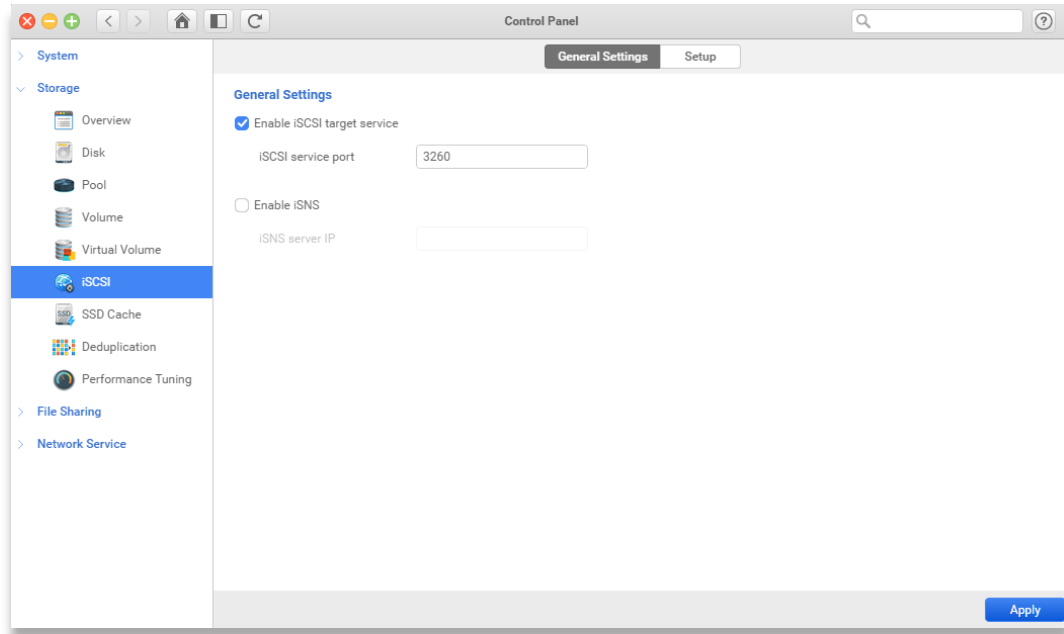 Control Panel
?
System
Storage
Overview
Disk
Pool
Volume
Virtual Volume
iSCSI
SSD Cache
Deduplication
Performance Tuning
File Sharing
Network Service
General Settings Setup
General Settings
Enable iSCSI target service
iSCSI service port 3260
Enable iSNS
iSNS server IP
Apply